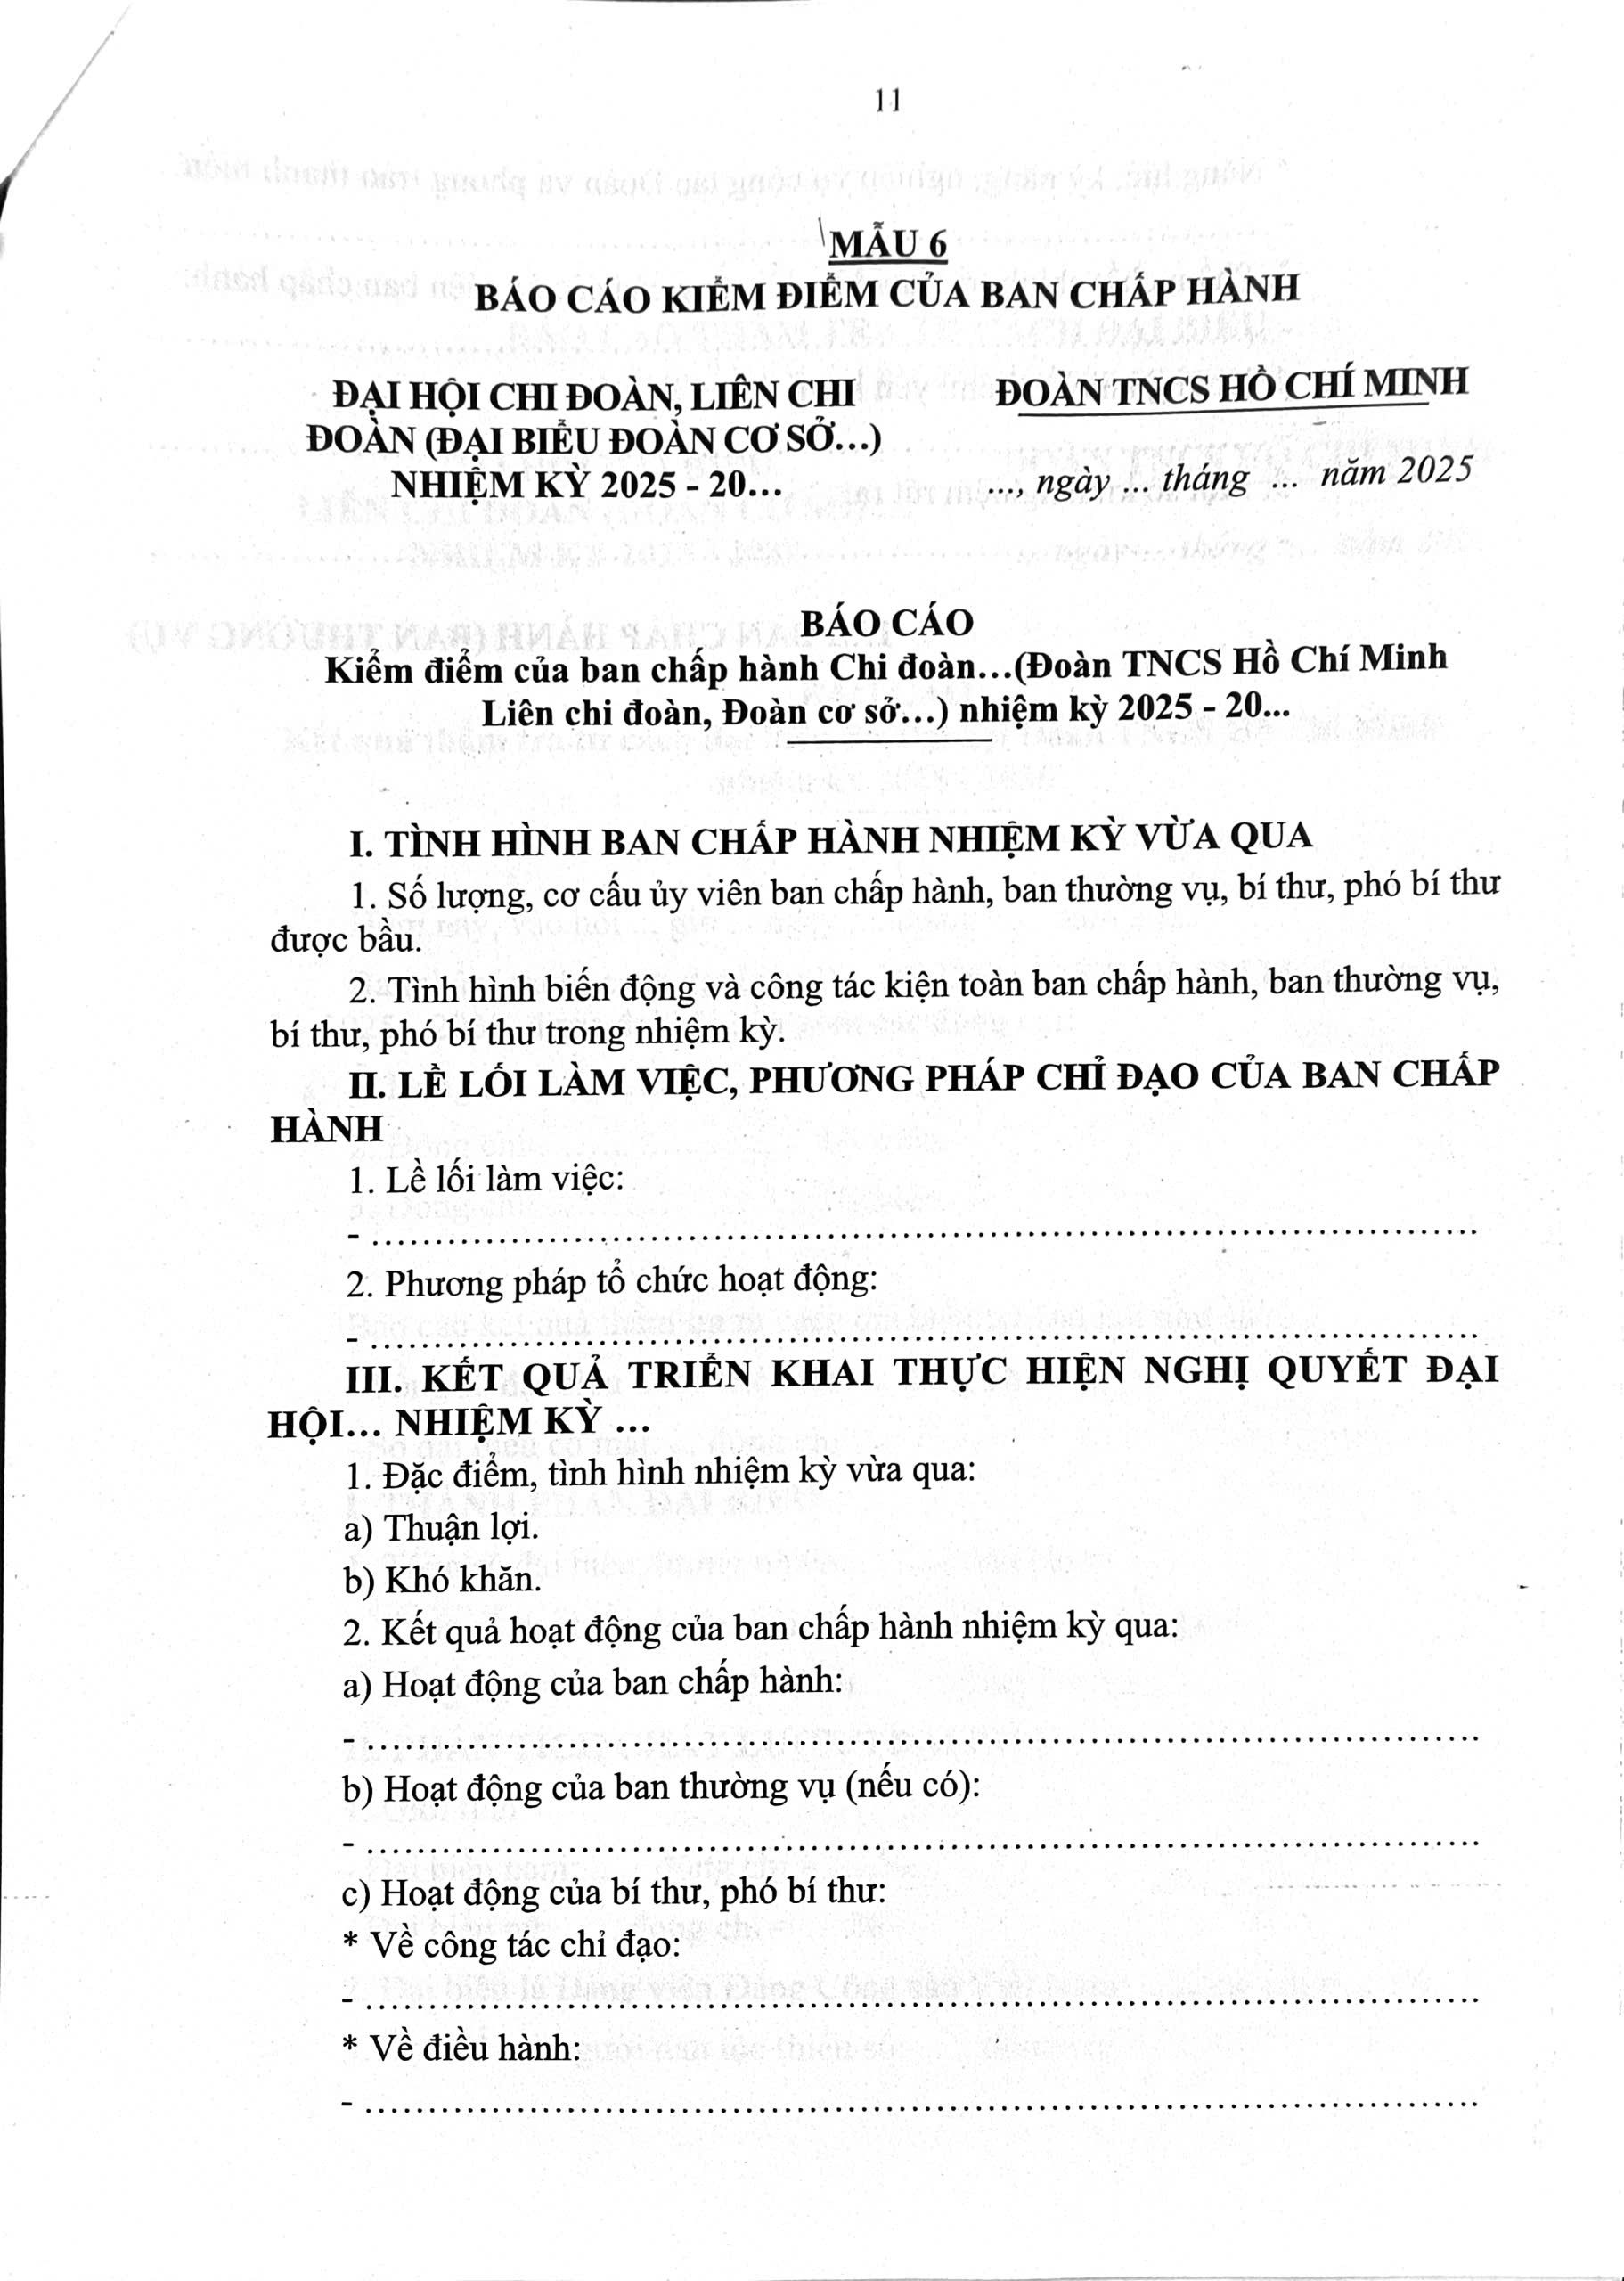 11
MẪU 6
BÁO CÁO KIỂM ĐIỂM CỦA BAN CHẤP HÀNH
ĐẠI HỘI CHI ĐOÀN, LIÊN CHI
ĐOÀN (ĐẠI BIỂU ĐOÀN CƠ SỞ...)
NHIỆM KỲ 2025 - 20...
ĐOÀN TNCS HỒ CHÍ MINH
..., ngày ... tháng ... năm 2025
BÁO CÁO
Kiểm điểm của ban chấp hành Chi đoàn...(Đoàn TNCS Hồ Chí Minh
Liên chi đoàn, Đoàn cơ sở...) nhiệm kỳ 2025 - 20...
I. TÌNH HÌNH BAN CHẤP HÀNH NHIỆM KỲ VỪA QUA
1. Số lượng, cơ cấu ủy viên ban chấp hành, ban thường vụ, bí thư, phó bí thư
được bầu.
2. Tình hình biến động và công tác kiện toàn ban chấp hành, ban thường vụ,
bí thư, phó bí thư trong nhiệm kỳ.
II. LỀ LỐI LÀM VIỆC, PHƯƠNG PHÁP CHỈ ĐẠO CỦA BAN CHẤP
HÀNH
1. Lề lối làm việc:
- ..........................................................................................
2. Phương pháp tổ chức hoạt động:
- ..........................................................................................
III. KẾT QUẢ TRIỂN KHAI THỰC HIỆN NGHỊ QUYẾT ĐẠI
HỘI... NHIỆM KỲ ...
1. Đặc điểm, tình hình nhiệm kỳ vừa qua:
a) Thuận lợi.
b) Khó khăn.
2. Kết quả hoạt động của ban chấp hành nhiệm kỳ qua:
a) Hoạt động của ban chấp hành:
- ..........................................................................................
b) Hoạt động của ban thường vụ (nếu có):
- ..........................................................................................
c) Hoạt động của bí thư, phó bí thư:
* Về công tác chỉ đạo:
- ..........................................................................................
* Về điều hành:
- ..........................................................................................